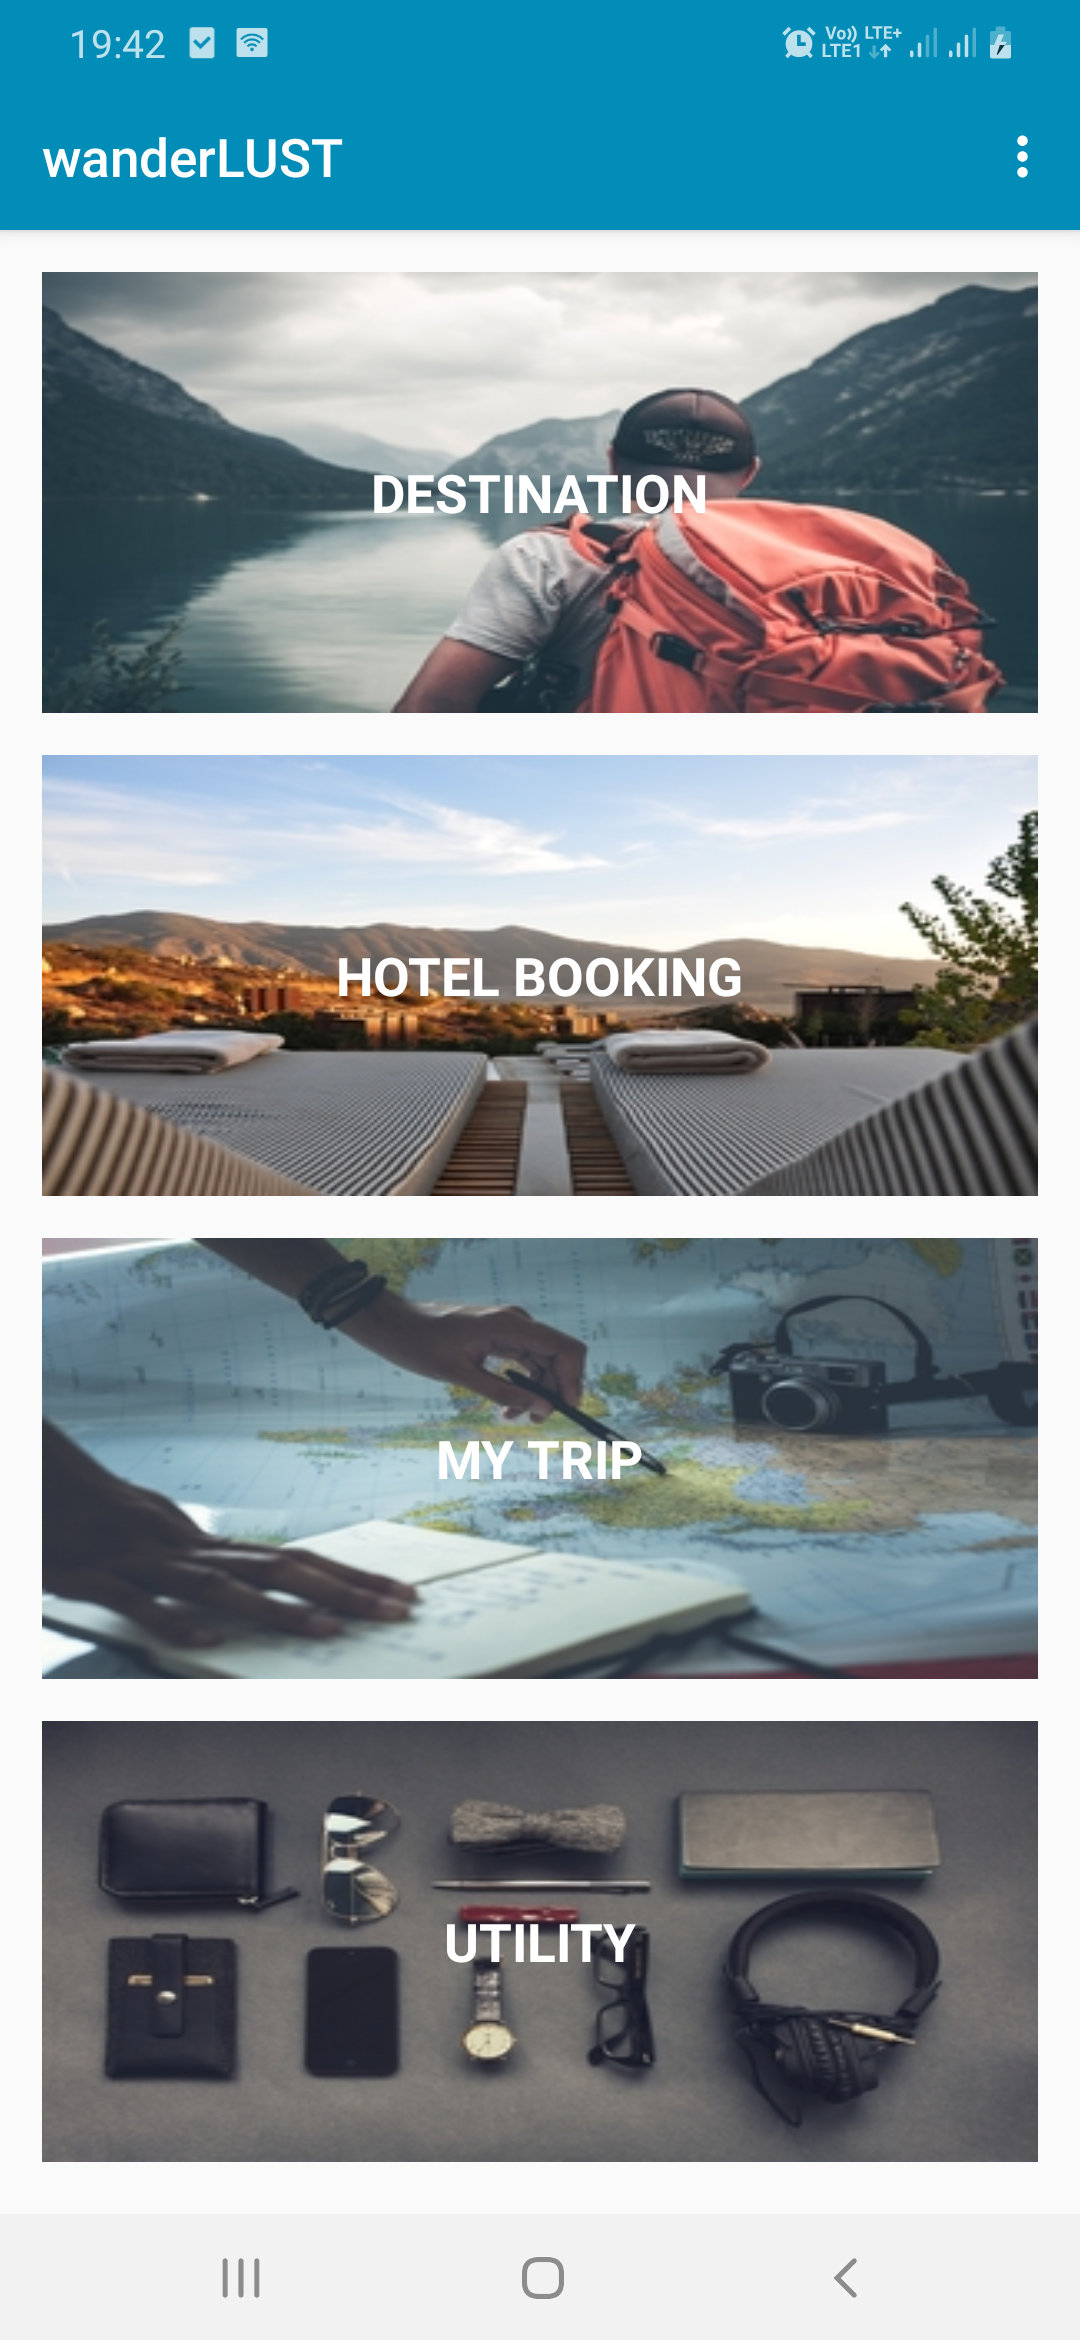 19:42
Vo)) LTE+
LTE1
wanderLUST
DESTINATION
HOTEL BOOKING
MY TRIP
UTILITY